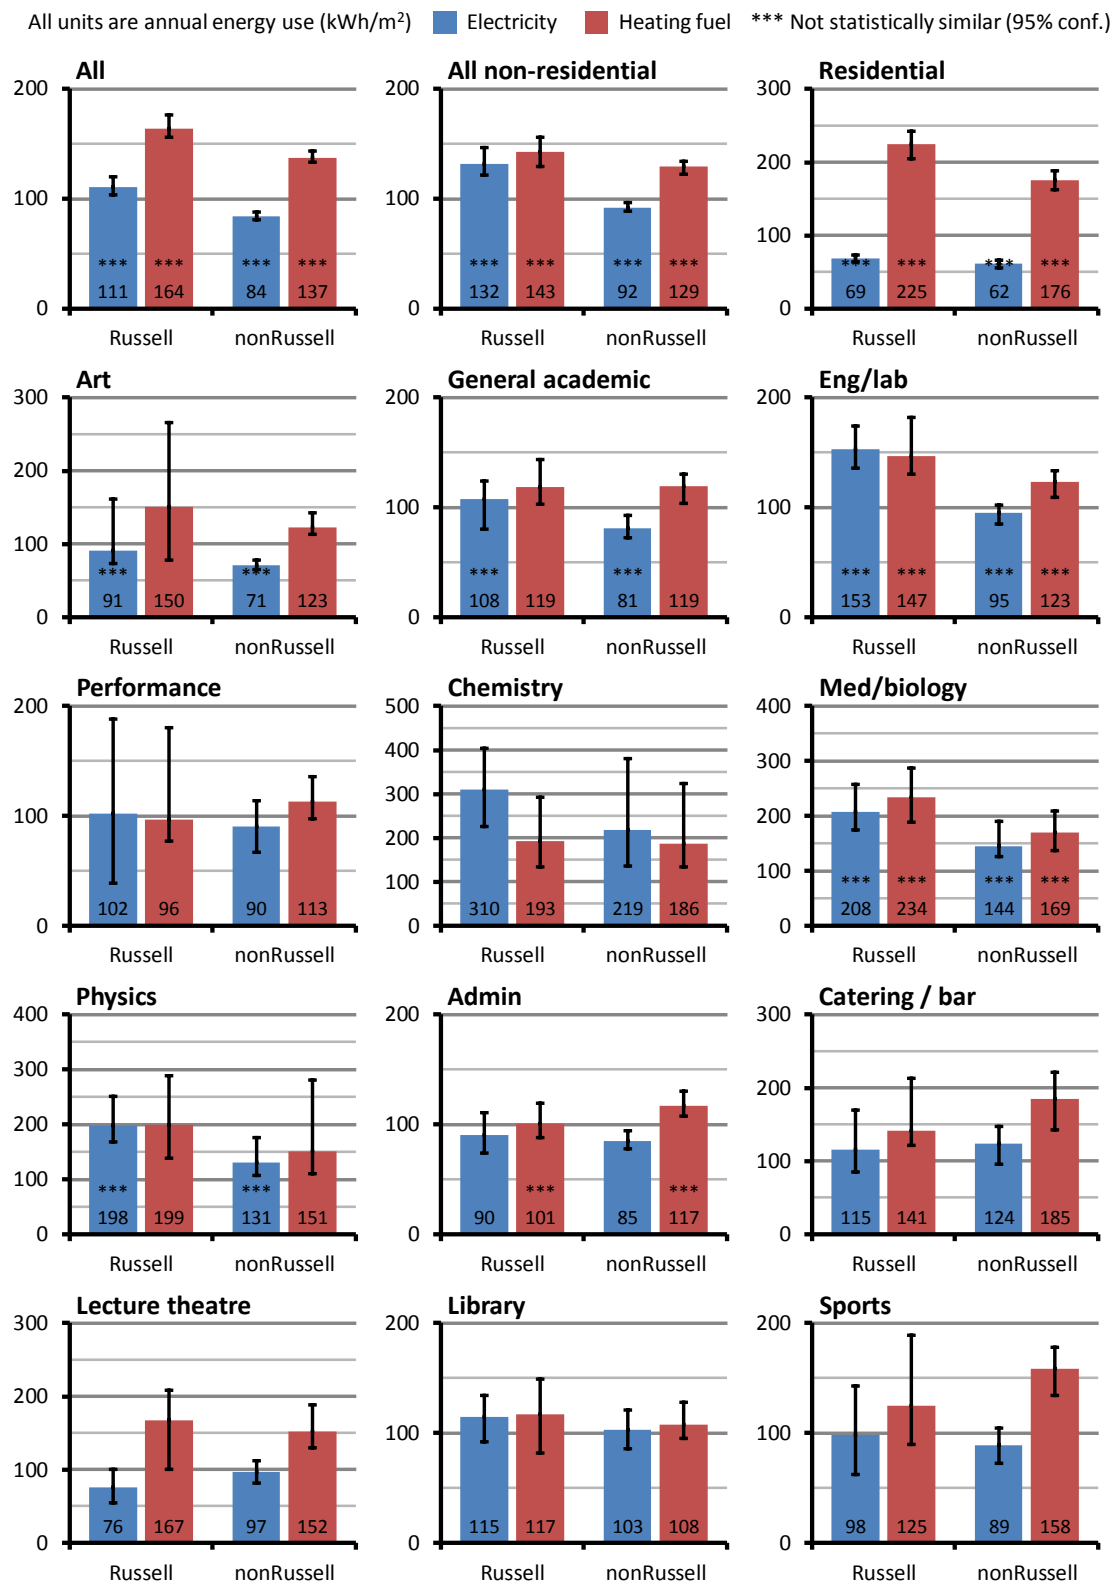 All units are annual energy use (kWh/m²) Electricity Heating fuel *** Not statistically similar (95% conf.)
All All non-residential Residential
200 200 300
200
100 100
100
*** *** *** *** *** *** *** *** *** *** *** ***
111 164 84 137 132 143 92 129 69 225 62 176
0 0 0
Russell nonRussell Russell nonRussell Russell nonRussell
Art General academic Eng/lab
300 200 200
200
100 100
100
*** *** *** *** *** *** *** ***
91 150 71 123 108 119 81 119 153 147 95 123
0 0 0
Russell nonRussell Russell nonRussell Russell nonRussell
Performance Chemistry Med/biology
200 500 400
400
300
300
100 200
200
100 100
*** *** *** ***
102 96 90 113 310 193 219 186 208 234 144 169
0 0 0
Russell nonRussell Russell nonRussell Russell nonRussell
Physics Admin Catering / bar
400 200 300
300
200
200 100
100
100
*** *** *** ***
198 199 131 151 90 101 85 117 115 141 124 185
0 0 0
Russell nonRussell Russell nonRussell Russell nonRussell
Lecture theatre Library Sports
300 200 200
200
100 100
100
76 167 97 152 115 117 103 108 98 125 89 158
0 0 0
Russell nonRussell Russell nonRussell Russell nonRussell